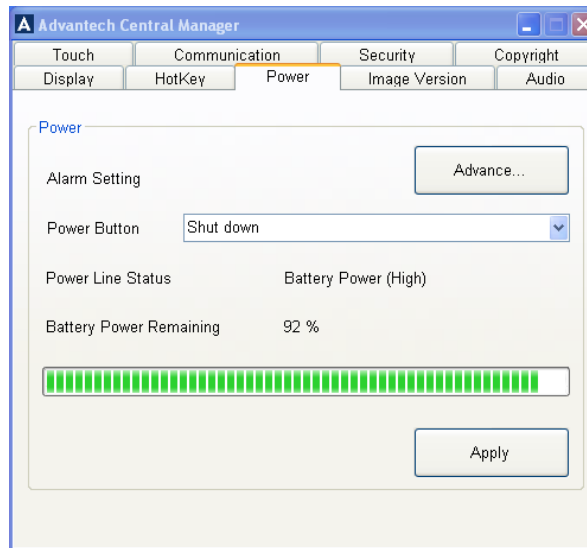 Advantech Central Manager
Touch Communication Security Copyright
Display HotKey Power Image Version Audio
Power
Alarm Setting Advance...
Power Button Shut down
Power Line Status Battery Power (High)
Battery Power Remaining 92 %
Apply